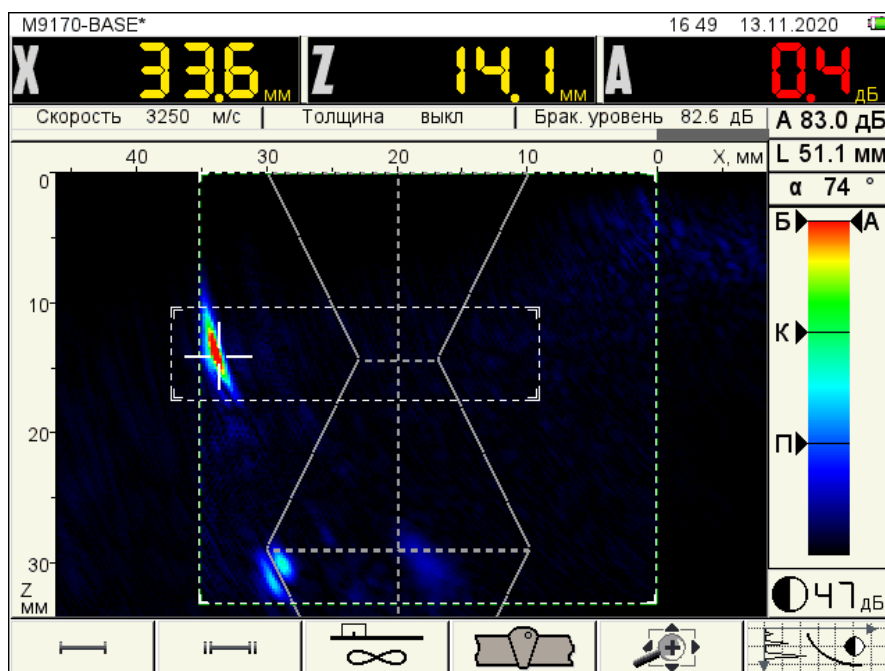 M9170-BASE* 16 49 13.11.2020
X 33.6 мм Z 14.1 мм A 0.4 дБ
Скорость 3250 м/с Толщина выкл Брак. уровень 82.6 дБ
A 83.0 дБ
L 51.1 мм
α 74 °
40 30 20 10 0 X, мм
0
10
20
30
Z
мм
Б А
К
П
47 дБ